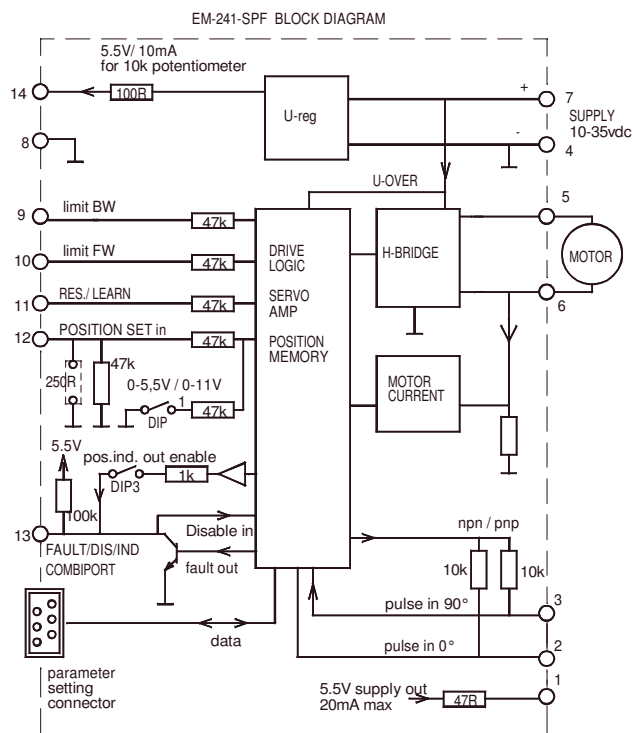 EM-241-SPF BLOCK DIAGRAM
5.5V/ 10mA
for 10k potentiometer
14
100R
U-reg
+
7
SUPPLY
10-35vdc
8
-
4
U-OVER
5
9
limit BW
47k
DRIVE
LOGIC
H-BRIDGE
MOTOR
10
limit FW
47k
11
RES./ LEARN
47k
SERVO
AMP
6
12
POSITION SET in
47k
POSITION
MEMORY
250R
47k
0-5,5V / 0-11V
1
DIP
47k
MOTOR
CURRENT
5.5V
pos.ind. out enable
1k
DIP3
100k
13
FAULT/DIS/IND
COMBIPORT
Disable in
fault out
npn / pnp
10k
10k
pulse in 90°
3
data
pulse in 0°
2
parameter
setting
connector
5.5V supply out
20mA max
47R
1